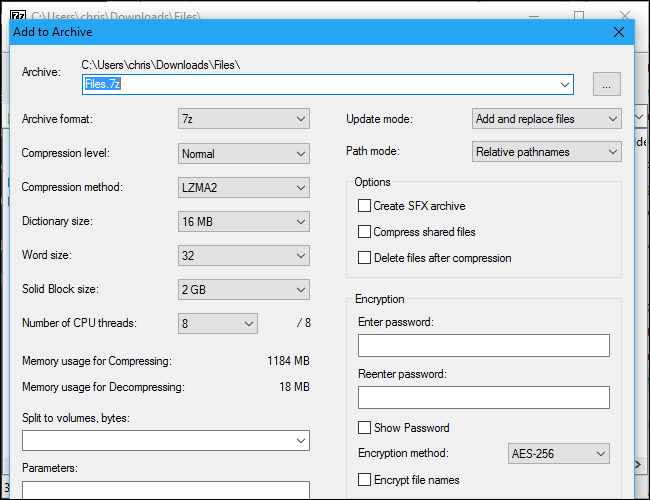 C:\Users\chris\Downloads\Files\
Add to Archive
Archive:
C:\Users\chris\Downloads\Files\
Files.7z
...
Archive format:
7z
Compression level:
Normal
Compression method:
LZMA2
Dictionary size:
16 MB
Word size:
32
Solid Block size:
2 GB
Number of CPU threads:
8
/ 8
Memory usage for Compressing:
1184 MB
Memory usage for Decompressing:
18 MB
Split to volumes, bytes:
Parameters:
Update mode:
Add and replace files
Path mode:
Relative pathnames
Options
Create SFX archive
Compress shared files
Delete files after compression
Encryption
Enter password:
Reenter password:
Show Password
Encryption method:
AES-256
Encrypt file names